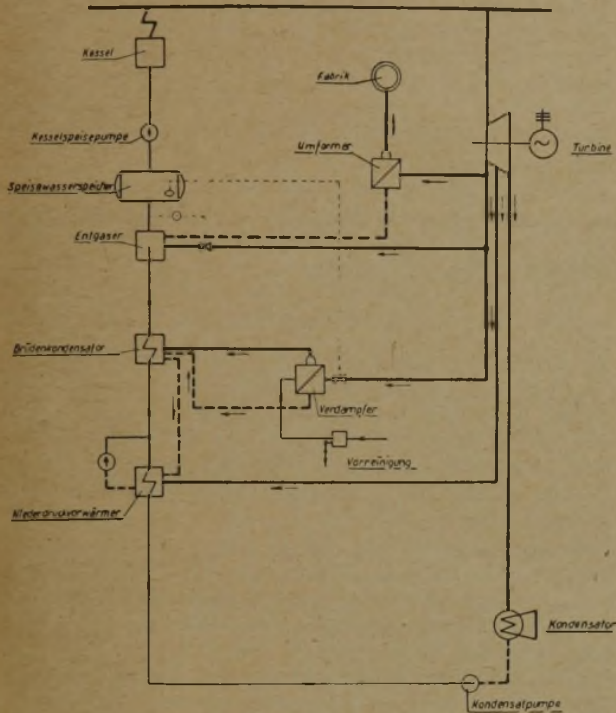 Kessel
Fabrik
Kesselspeisepumpe
Umformer
Turbine
Speisewasserspeicher
Entgaser
Brüdenkondensator
Verdampfer
Vorreinigung
Niederdruckvorwärmer
Kondensator
Kondensatpumpe